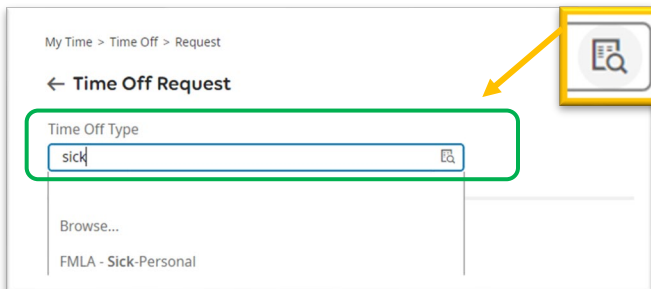 My Time > Time Off > Request
← Time Off Request
Time Off Type
sick
Browse...
FMLA - Sick-Personal